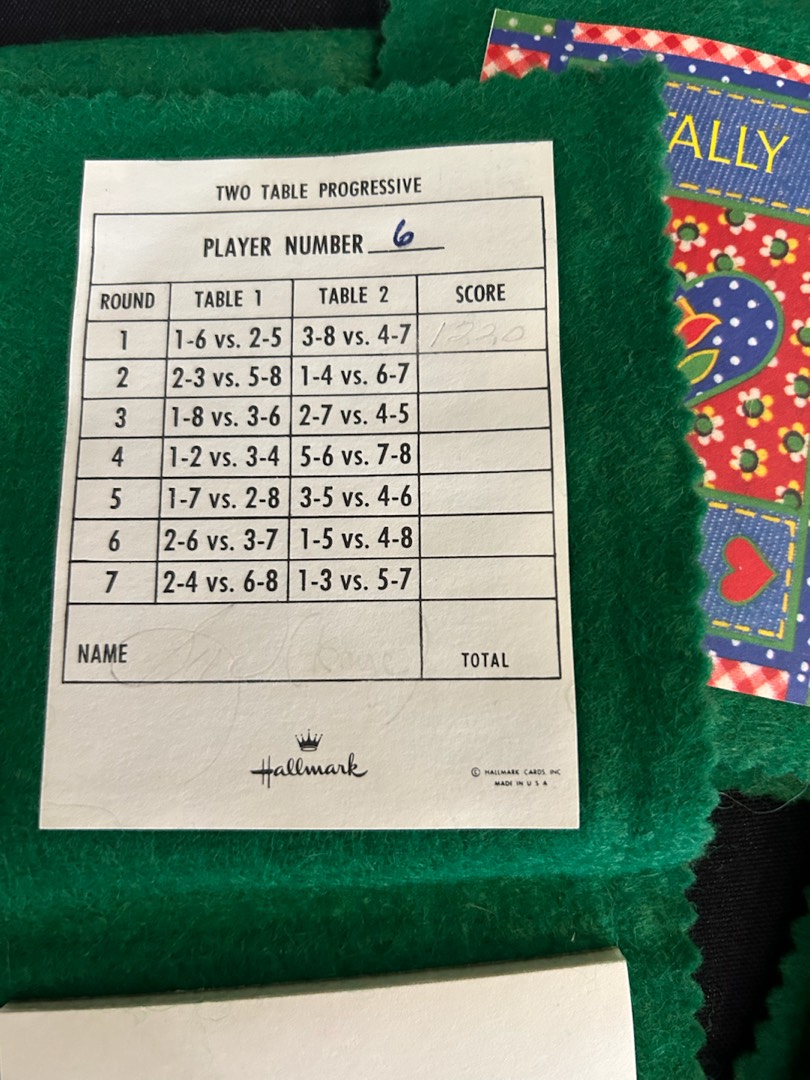 TALLY
TWO TABLE PROGRESSIVE
PLAYER NUMBER 6
ROUND TABLE 1 TABLE 2 SCORE
1 1-6 vs. 2-5 3-8 vs. 4-7 1230
2 2-3 vs. 5-8 1-4 vs. 6-7
3 1-8 vs. 3-6 2-7 vs. 4-5
4 1-2 vs. 3-4 5-6 vs. 7-8
5 1-7 vs. 2-8 3-5 vs. 4-6
6 2-6 vs. 3-7 1-5 vs. 4-8
7 2-4 vs. 6-8 1-3 vs. 5-7
NAME TOTAL
Hallmark
© HALLMARK CARDS, INC
MADE IN U S A